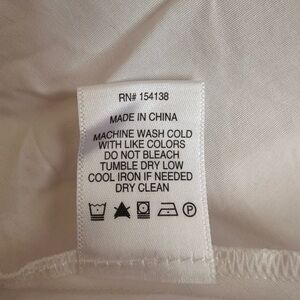 RN# 154138
MADE IN CHINA
MACHINE WASH COLD
WITH LIKE COLORS
DO NOT BLEACH
TUMBLE DRY LOW
COOL IRON IF NEEDED
DRY CLEAN